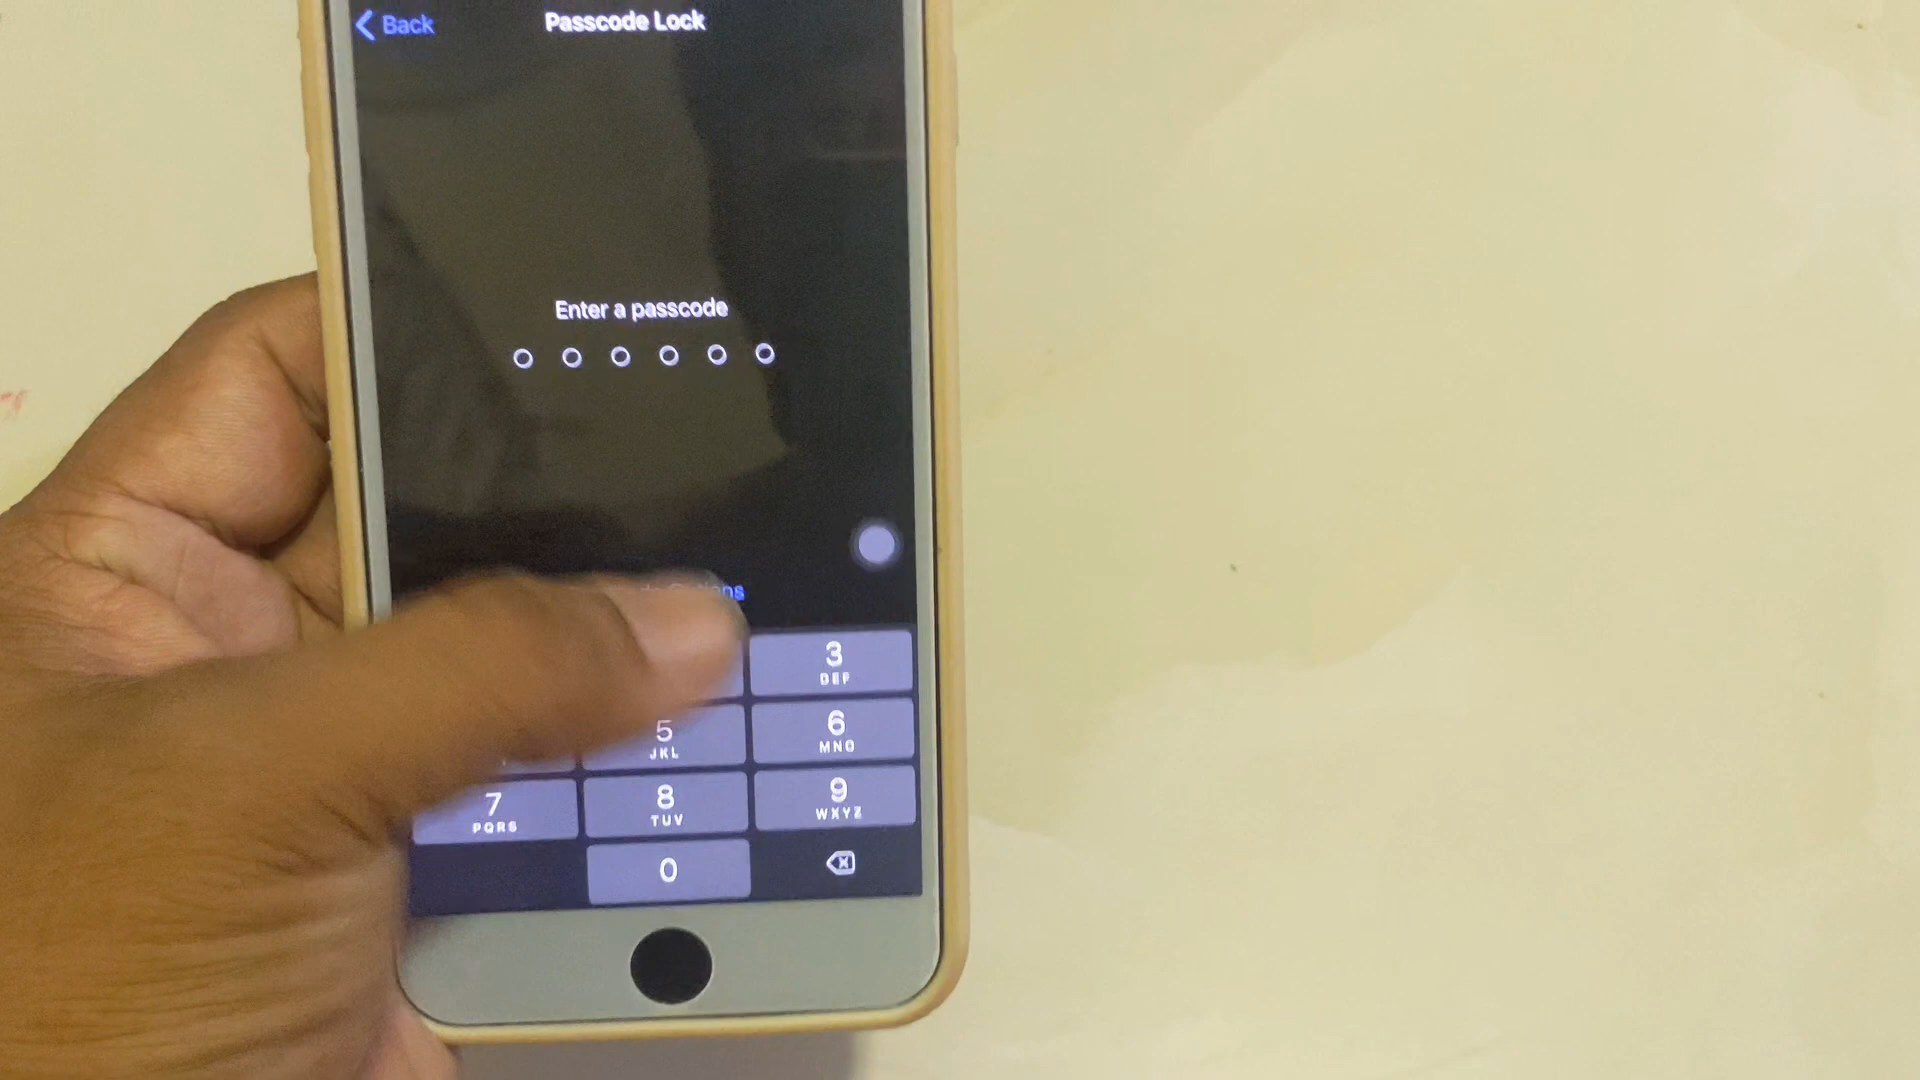 Back
Passcode Lock
Enter a passcode
3
DEF
5
JKL
6
MNO
7
PQRS
8
TUV
9
WXYZ
0